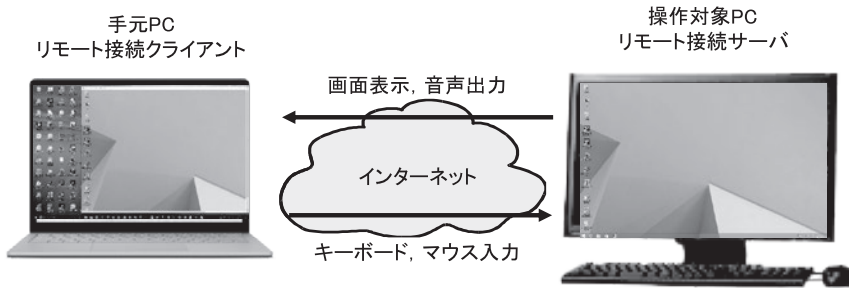 手元PC
リモート接続クライアント
操作対象PC
リモート接続サーバ
画面表示，音声出力
インターネット
キーボード，マウス入力